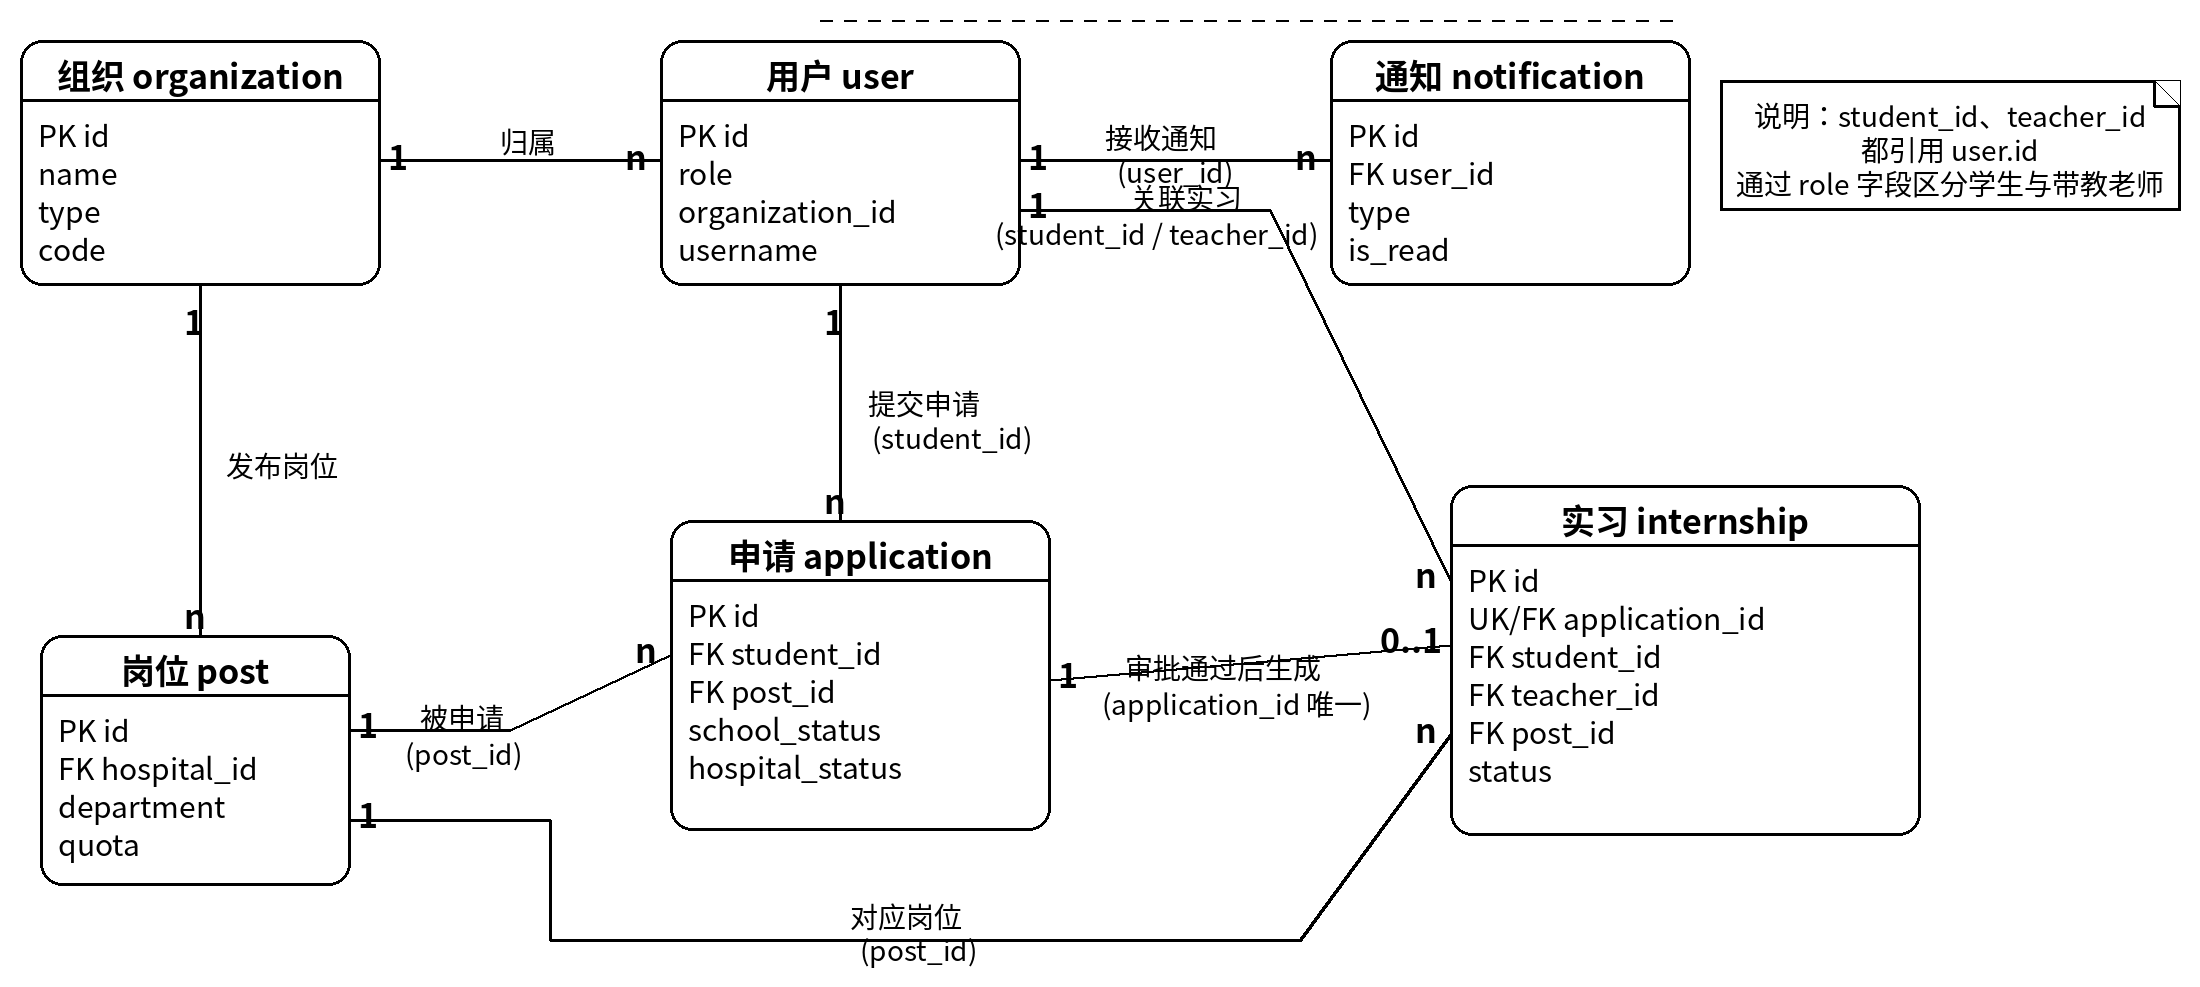 组织 organization
PK id
name
type
code
1
归属
n
用户 user
PK id
role
organization_id
username
1
接收通知
(user_id)
n
1
关联实习
(student_id / teacher_id)
通知 notification
PK id
FK user_id
type
is_read
说明：student_id、teacher_id
都引用 user.id
通过 role 字段区分学生与带教老师
1
发布岗位
n
1
提交申请
(student_id)
n
岗位 post
PK id
FK hospital_id
department
quota
1
被申请
(post_id)
n
1
申请 application
PK id
FK student_id
FK post_id
school_status
hospital_status
1
审批通过后生成
(application_id 唯一)
n
0..1
n
实习 internship
PK id
UK/FK application_id
FK student_id
FK teacher_id
FK post_id
status
对应岗位
(post_id)